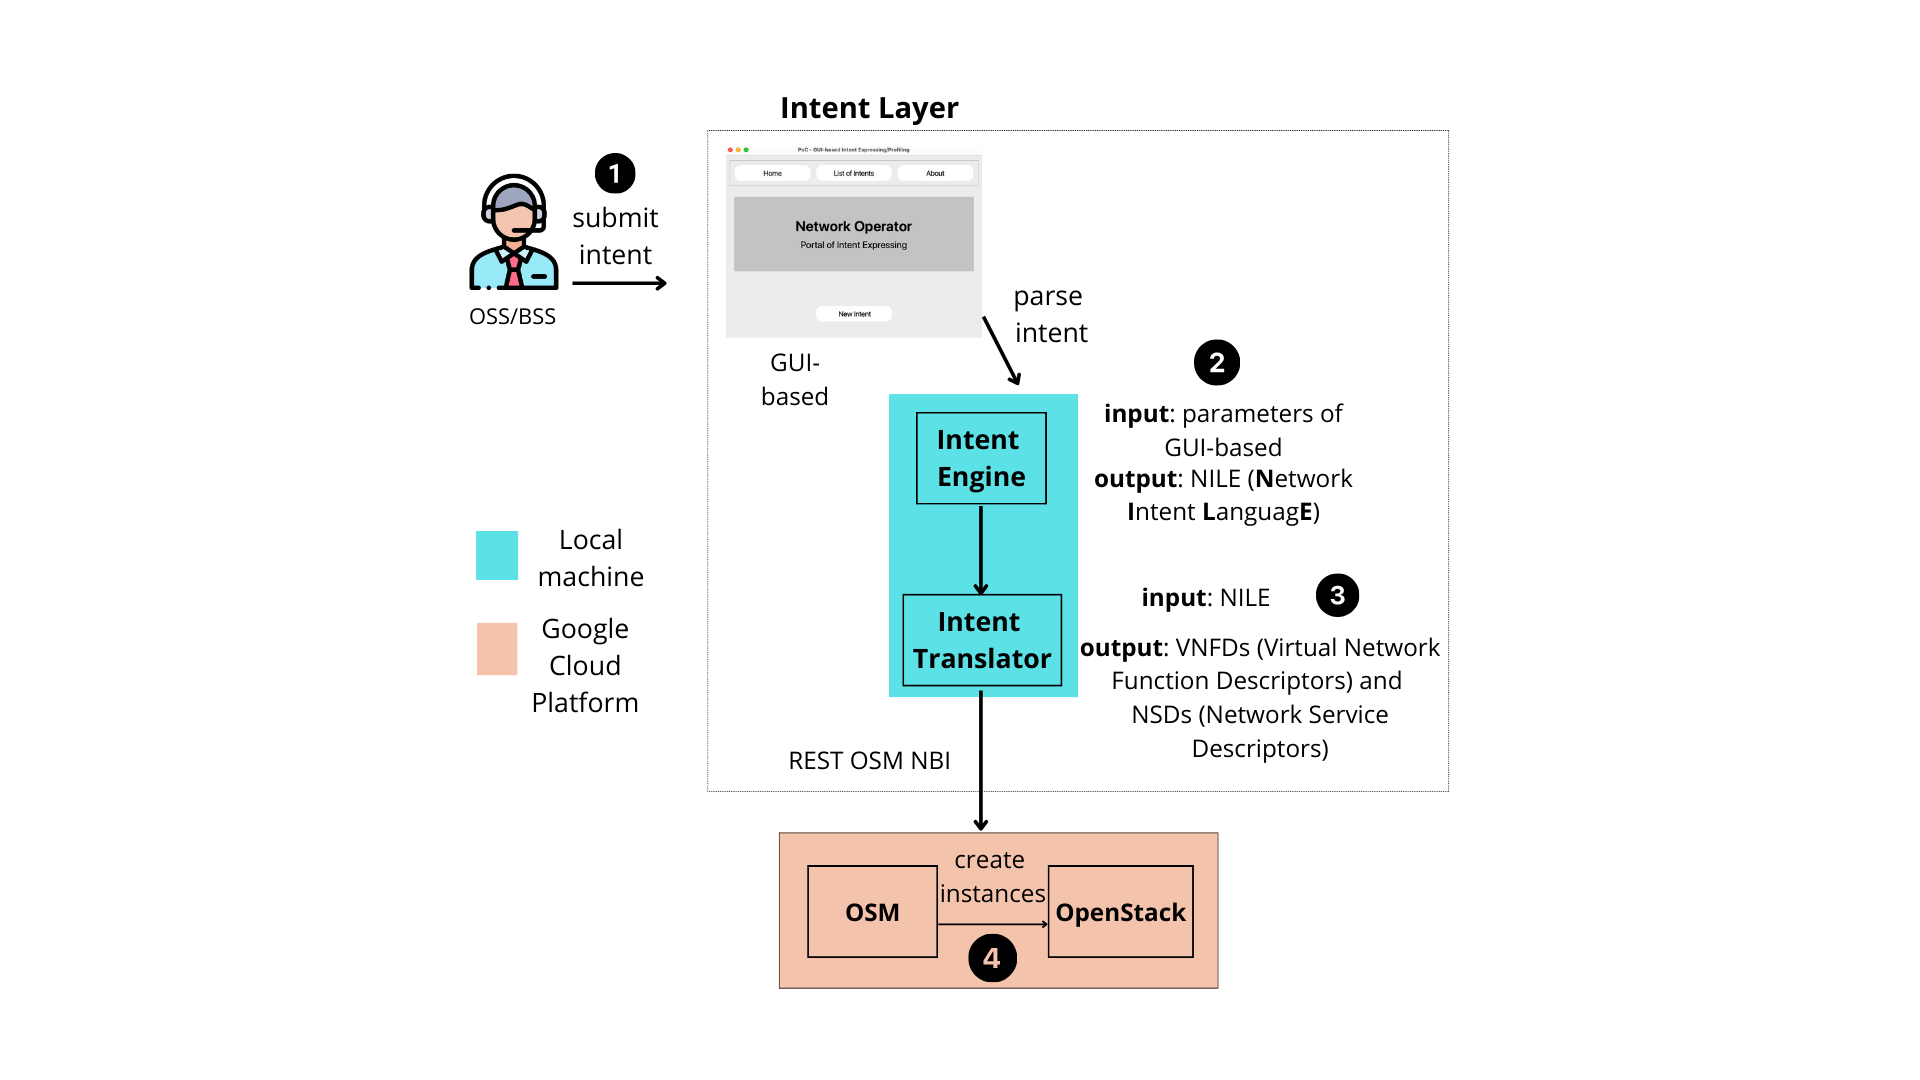 Intent Layer
1
submit
intent
OSS/BSS
PoC - GUI-based Intent Expressing/Profiling
Home
List of Intents
About
Network Operator
Portal of Intent Expressing
New Intent
GUI-
based
parse
intent
2
input: parameters of
GUI-based
output: NILE (Network
Intent LanguagE)
Intent
Engine
Intent
Translator
3
input: NILE
output: VNFDs (Virtual Network
Function Descriptors) and
NSDs (Network Service
Descriptors)
Local
machine
Google
Cloud
Platform
REST OSM NBI
OSM
create
instances
OpenStack
4